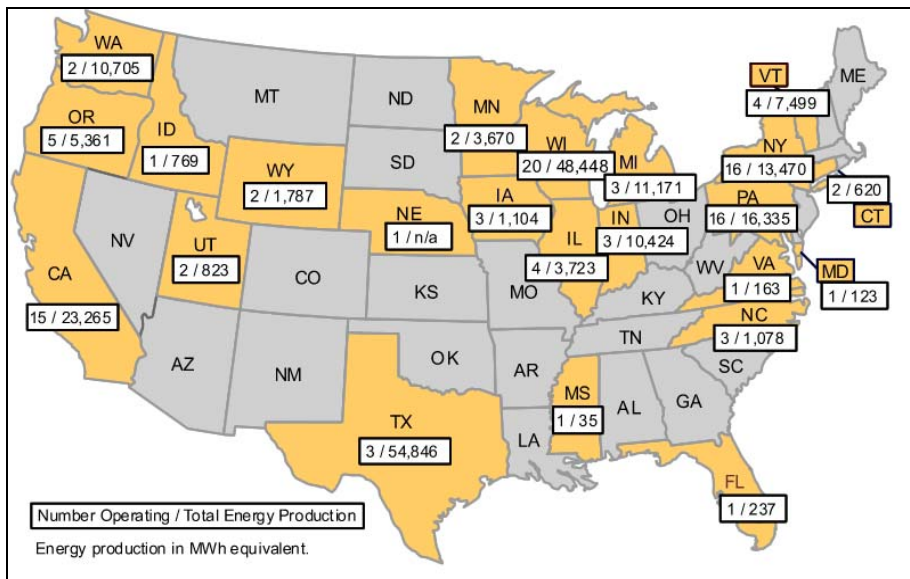 WA
2 / 10,705
MT
ND
MN
2 / 3,670
VT
4 / 7,499
ME
OR
5 / 5,361
ID
1 / 769
WY
2 / 1,787
SD
WI
20 / 48,448
MI
3 / 11,171
NY
16 / 13,470
2 / 620
CT
IA
3 / 1,104
NE
1 / n/a
PA
16 / 16,335
OH
IN
3 / 10,424
IL
4 / 3,723
NV
UT
2 / 823
CO
CA
15 / 23,265
KS
MO
WV
VA
1 / 163
MD
1 / 123
KY
NC
3 / 1,078
TN
SC
AZ
NM
OK
AR
MS
1 / 35
AL
GA
TX
3 / 54,846
LA
FL
1 / 237
Number Operating / Total Energy Production
Energy production in MWh equivalent.